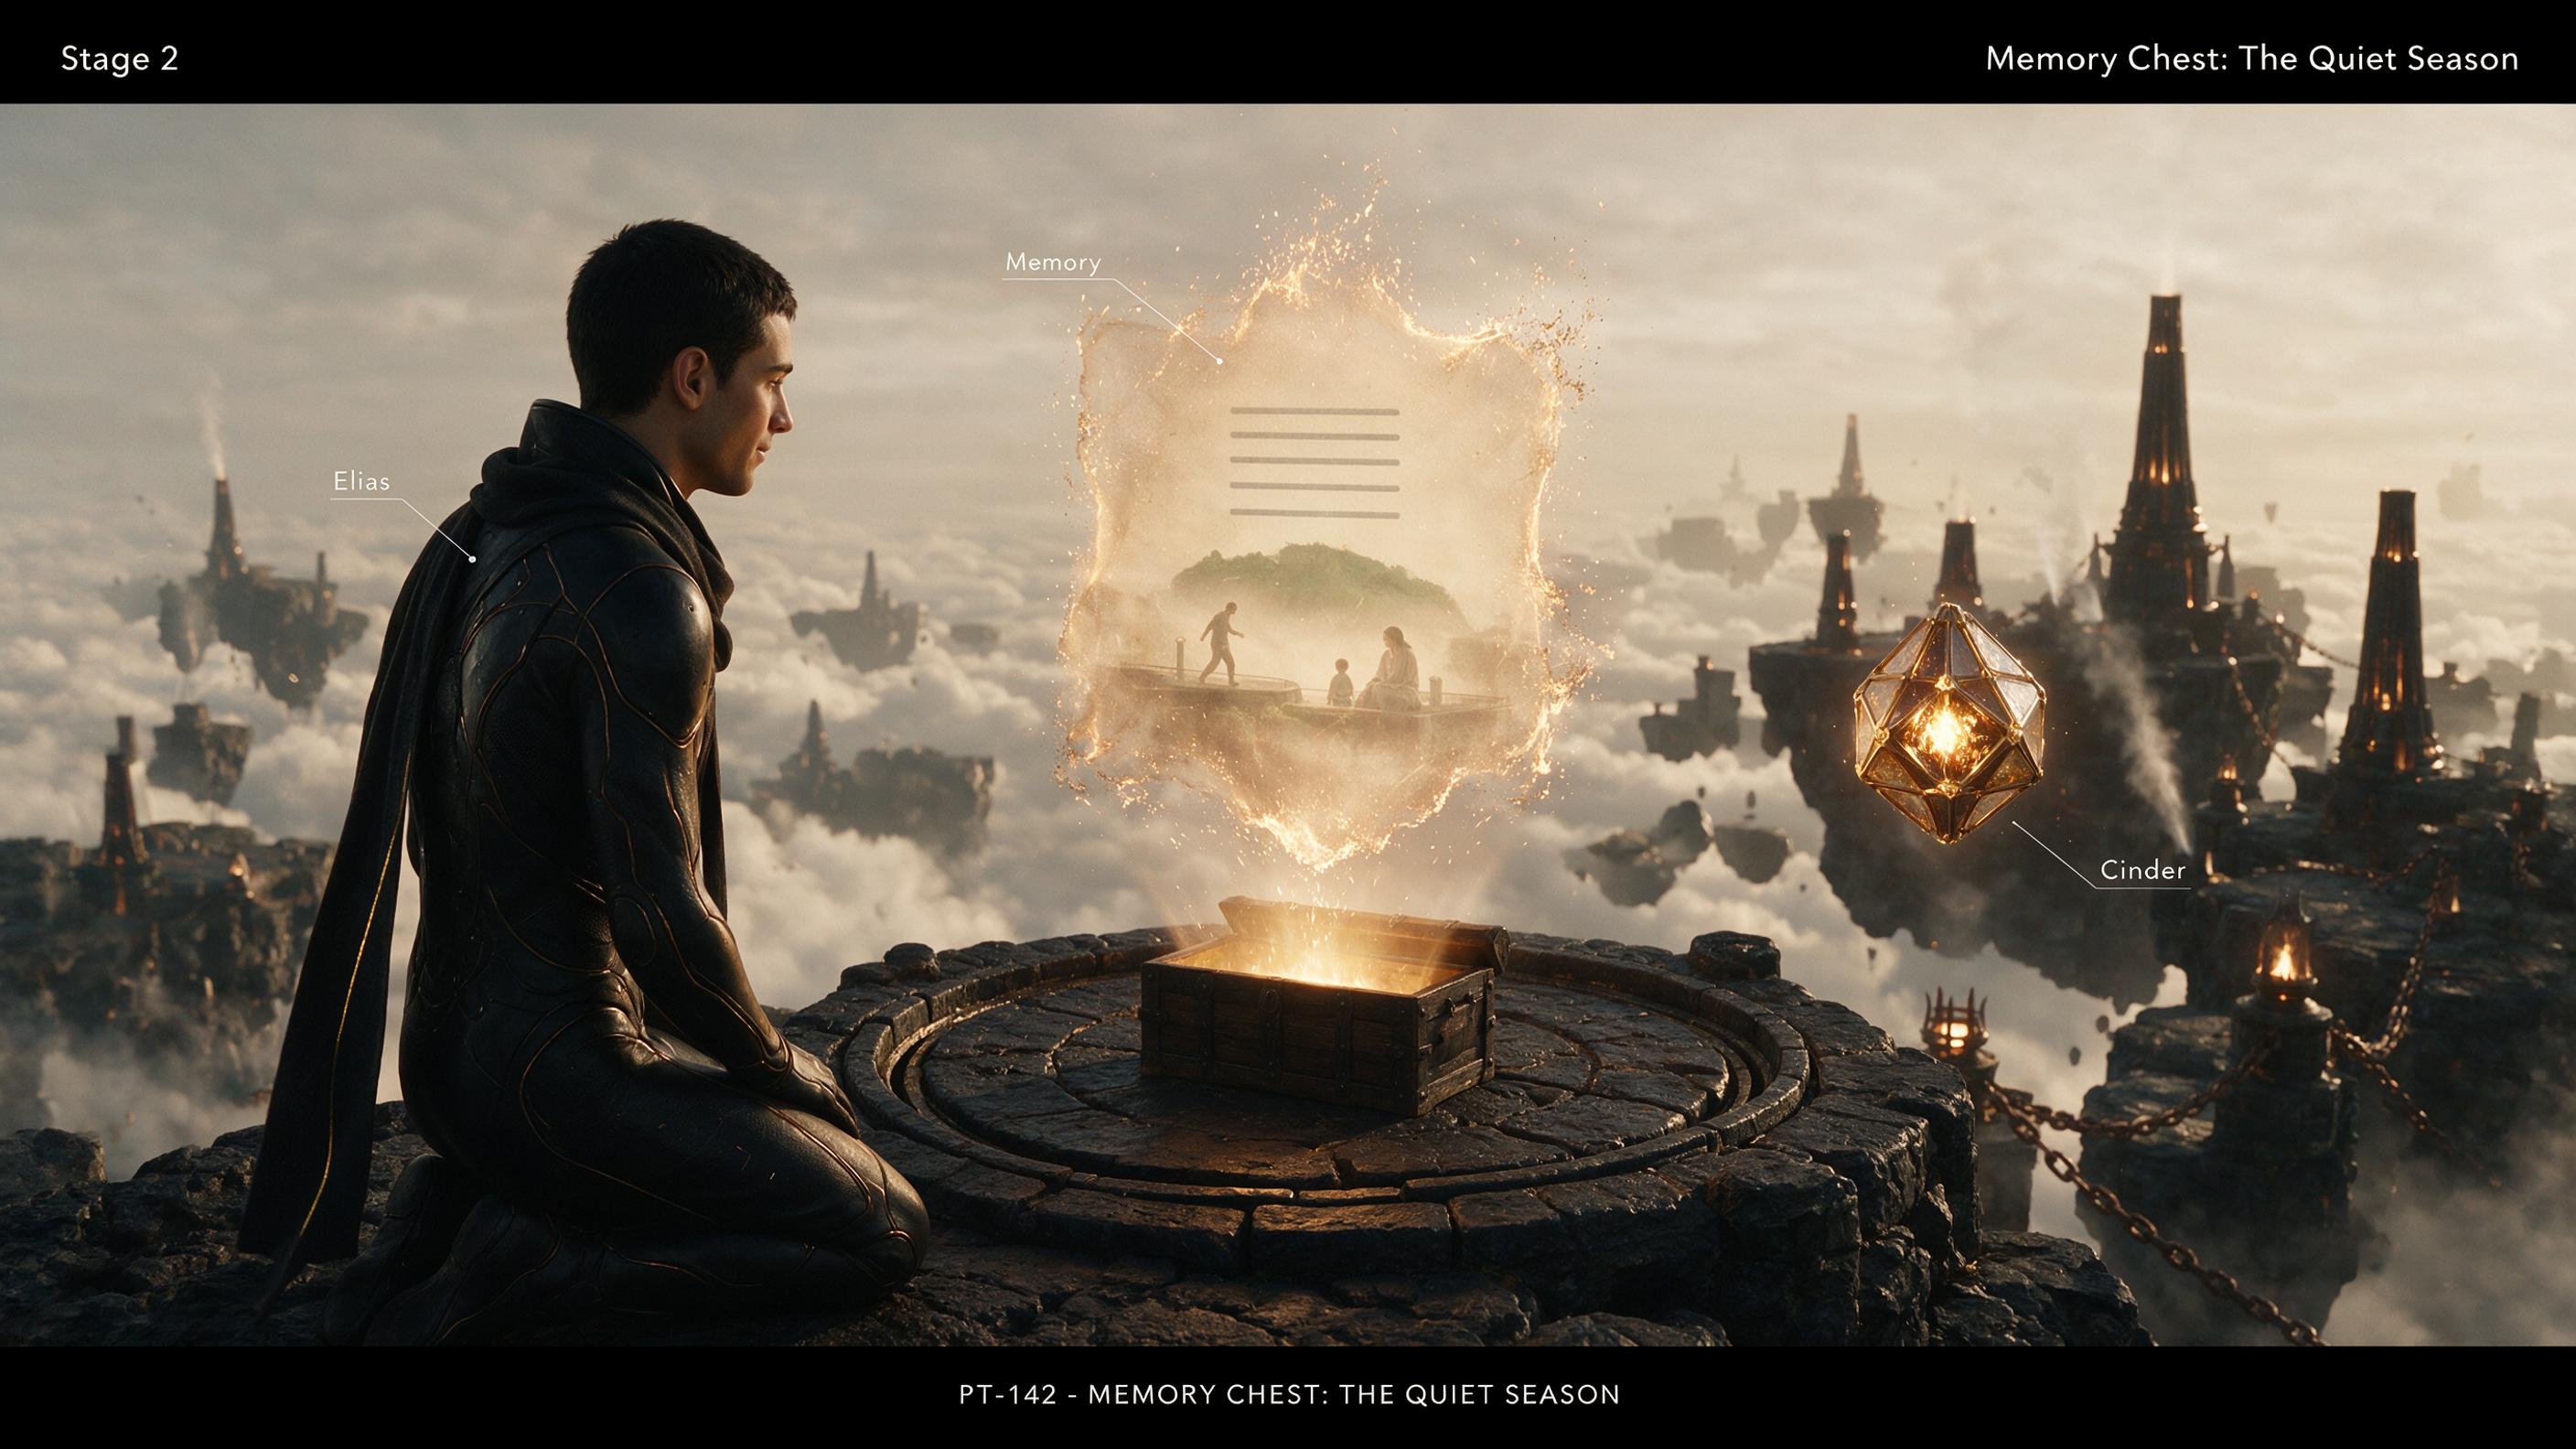 Stage 2
Memory Chest: The Quiet Season
Memory
Elias
Cinder
PT-142 - MEMORY CHEST: THE QUIET SEASON